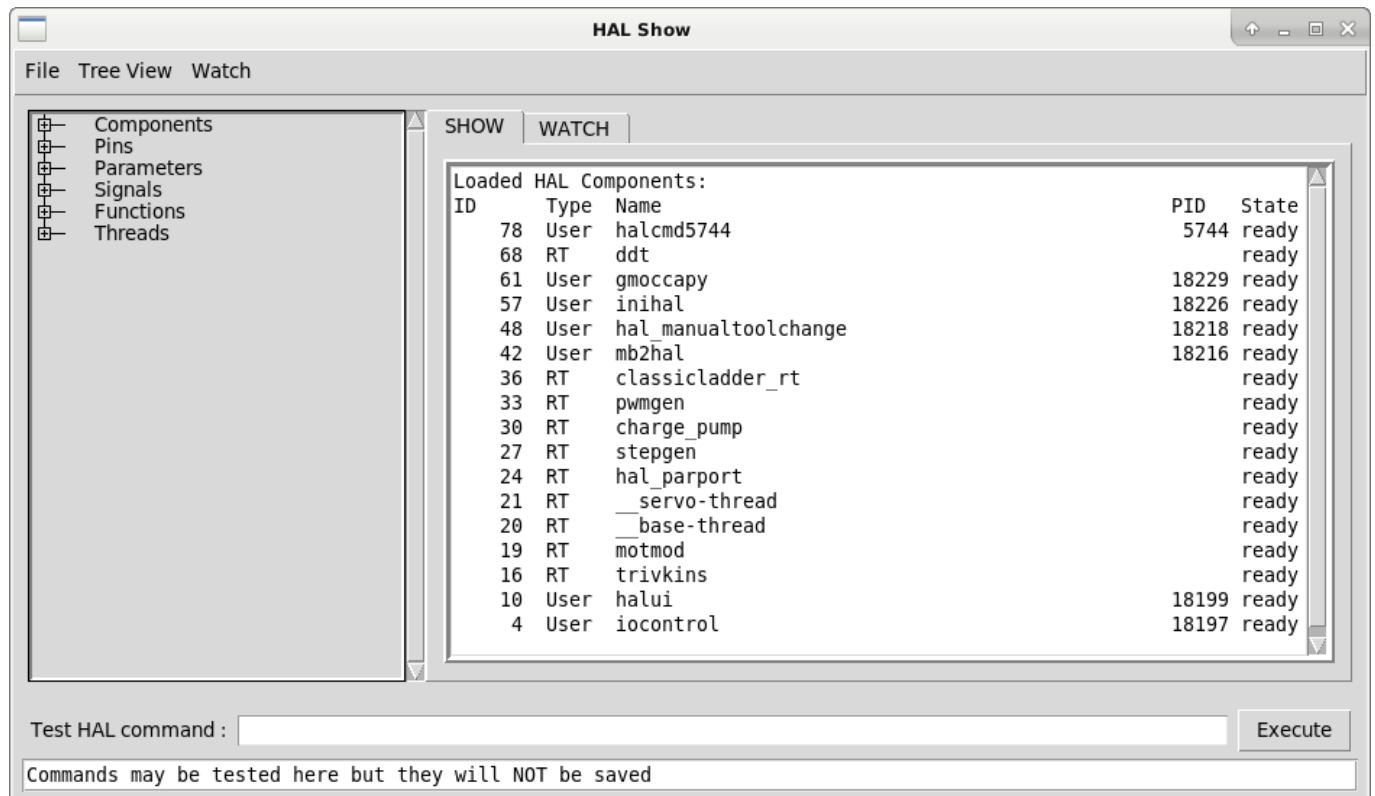 HAL Show
File Tree View Watch
Components
Pins
Parameters
Signals
Functions
Threads
SHOW WATCH
Loaded HAL Components:
ID Type Name PID State
78 User halcmd5744 5744 ready
68 RT ddt ready
61 User gmoccapy 18229 ready
57 User inihal 18226 ready
48 User hal_manualtoolchange 18218 ready
42 User mb2hal 18216 ready
36 RT classicladder_rt ready
33 RT pwmgen ready
30 RT charge_pump ready
27 RT stepgen ready
24 RT hal_parport ready
21 RT __servo-thread ready
20 RT __base-thread ready
19 RT motmod ready
16 RT trivkins ready
10 User halui 18199 ready
4 User iocontrol 18197 ready
Test HAL command : Execute
Commands may be tested here but they will NOT be saved